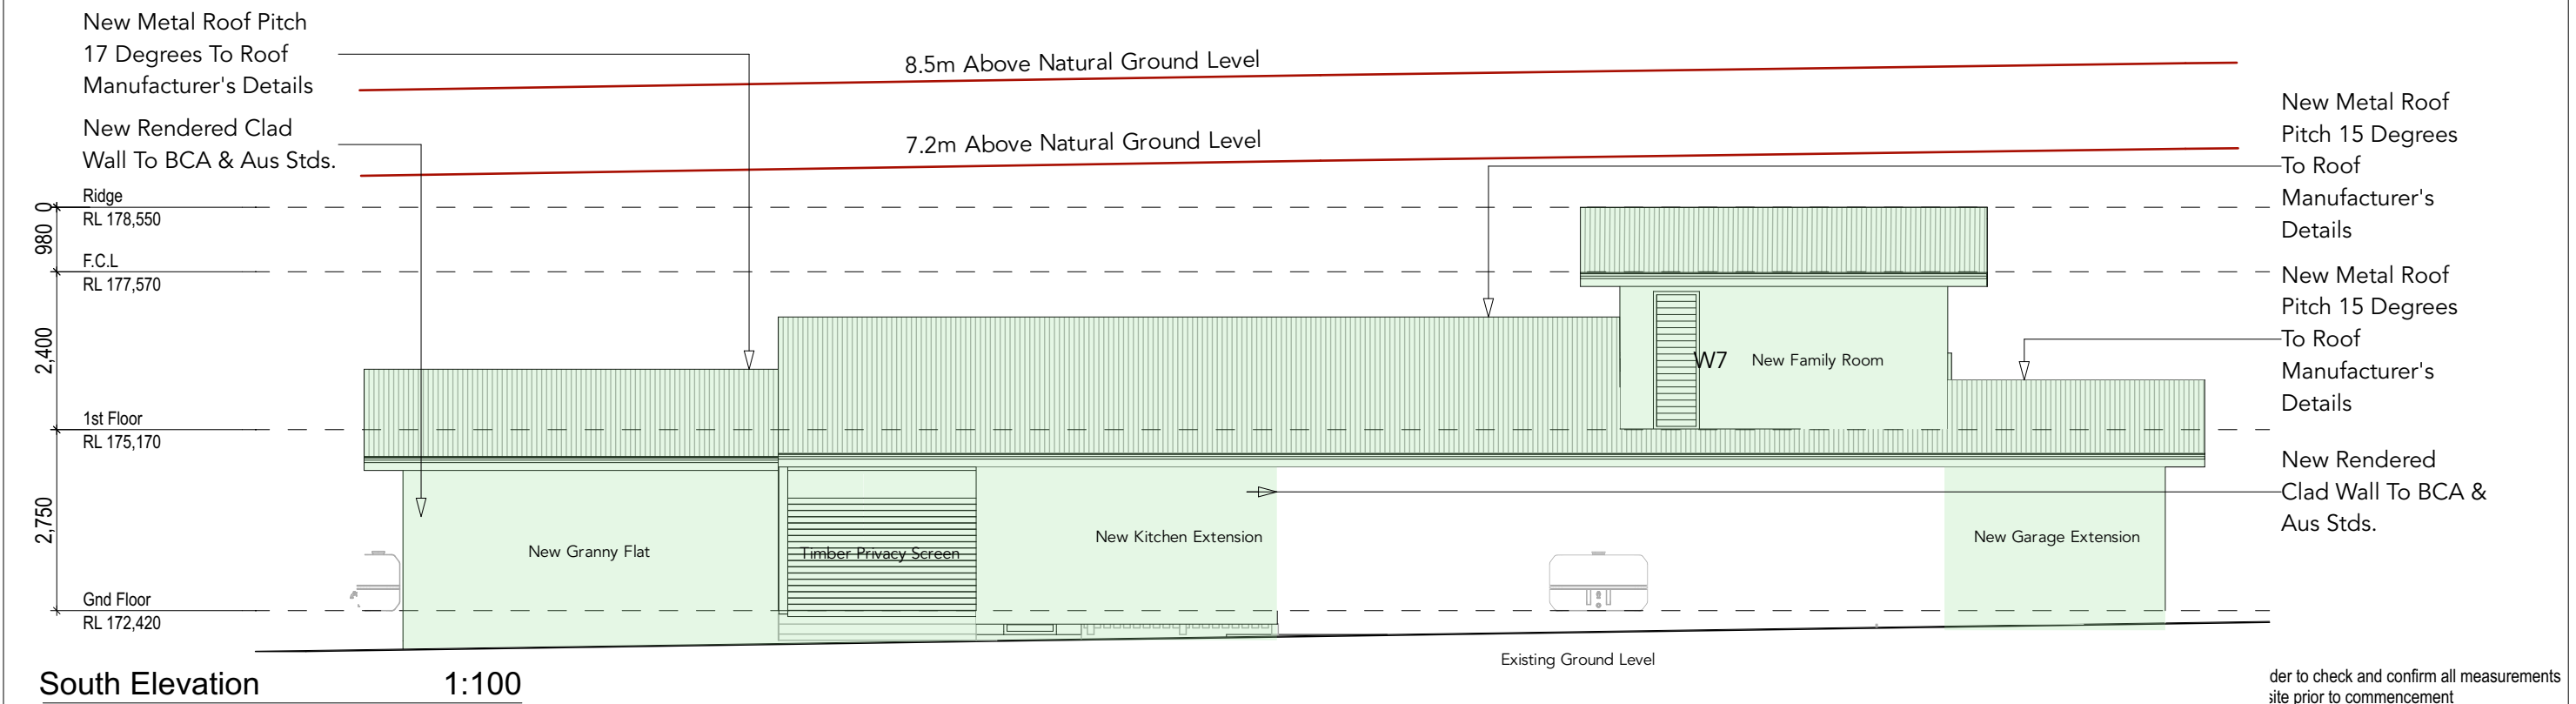 New Metal Roof Pitch
17 Degrees To Roof
Manufacturer's Details
New Rendered Clad
Wall To BCA & Aus Stds.
8.5m Above Natural Ground Level
7.2m Above Natural Ground Level
New Metal Roof
Pitch 15 Degrees
To Roof
Manufacturer's
Details
New Metal Roof
Pitch 15 Degrees
To Roof
Manufacturer's
Details
New Rendered
Clad Wall To BCA &
Aus Stds.
0
980
2,400
2,750
Ridge
RL 178,550
F.C.L
RL 177,570
1st Floor
RL 175,170
Gnd Floor
RL 172,420
W7
New Family Room
New Granny Flat
Timber Privacy Screen
New Kitchen Extension
New Garage Extension
Existing Ground Level
South Elevation 1:100
der to check and confirm all measurements
site prior to commencement